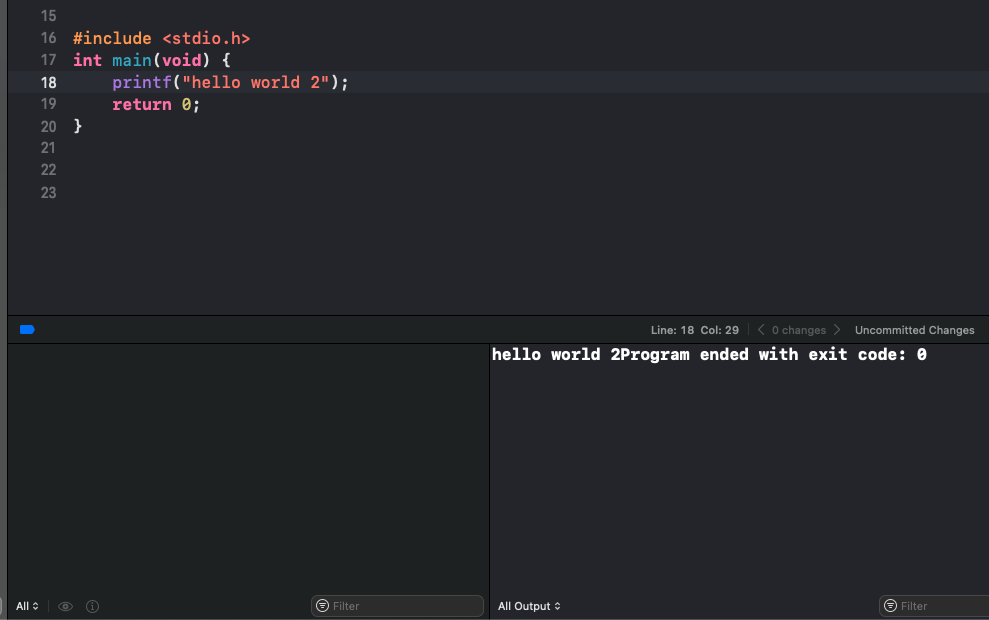 15
16 #include <stdio.h>
17 int main(void) {
18     printf("hello world 2");
19     return 0;
20 }
21
22
23
Line: 18 Col: 29 0 changes Uncommitted Changes
hello world 2Program ended with exit code: 0
All Filter All Output Filter